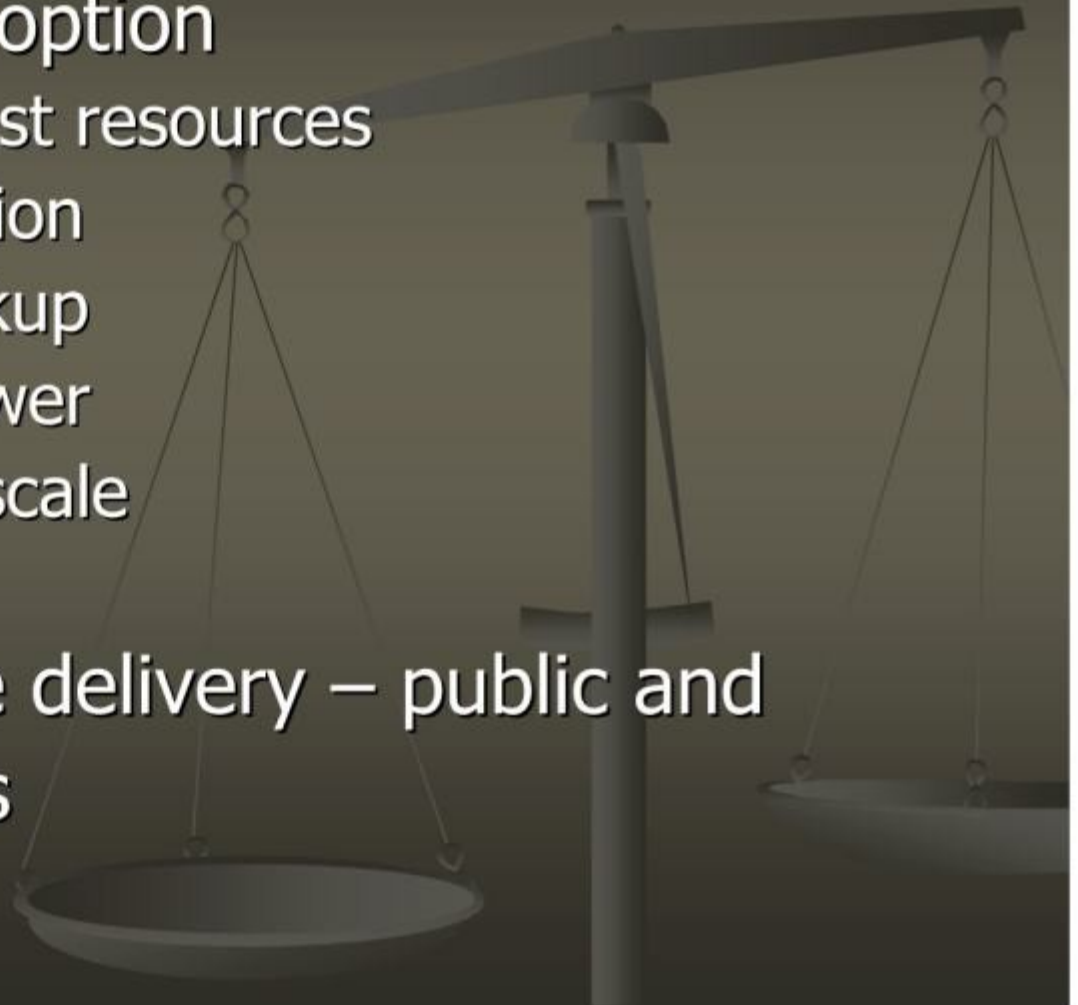 option
st resources
ion
kup
wer
scale
e delivery – public and
s